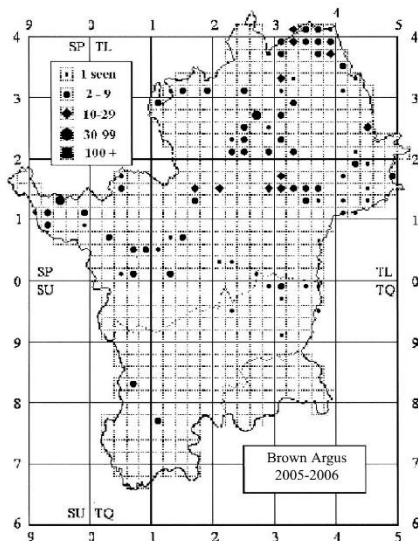 9 0 1 2 3 4 5
4 SP TL 4
1 seen
2 - 9
10-29
30-99
100 +
3 3
2 2
1 1
0 SP TL 0
SU TQ
9 9
8 8
7 7
Brown Argus
2005-2006
6 SU TQ 6
9 0 1 2 3 4 5